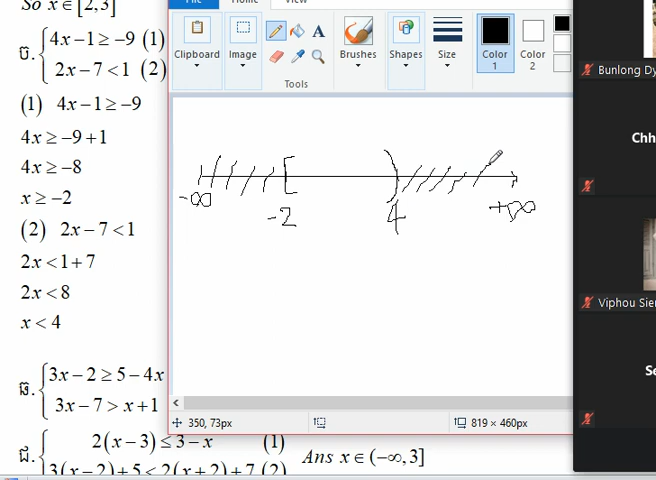 So x ∈ [2,3]
ច. { 4x − 1 ≥ −9 (1)
2x − 7 < 1 (2)
(1) 4x − 1 ≥ −9
4x ≥ −9 + 1
4x ≥ −8
x ≥ −2
(2) 2x − 7 < 1
2x < 1 + 7
2x < 8
x < 4
ឆ. { 3x − 2 ≥ 5 − 4x
3x − 7 > x + 1
ជ. { 2(x − 3) ≤ 3 − x (1)
3(x − 2) + 5 < 2(x + 2) + 7 (2)
Ans x ∈ (−∞, 3]
File
Home
View
Clipboard
Image
Tools
Brushes
Shapes
Size
Color 1
Color 2
-∞
-2
4
+∞
350, 73px
819 × 460px
Bunlong Dy
Chh
Viphou Sie
Se